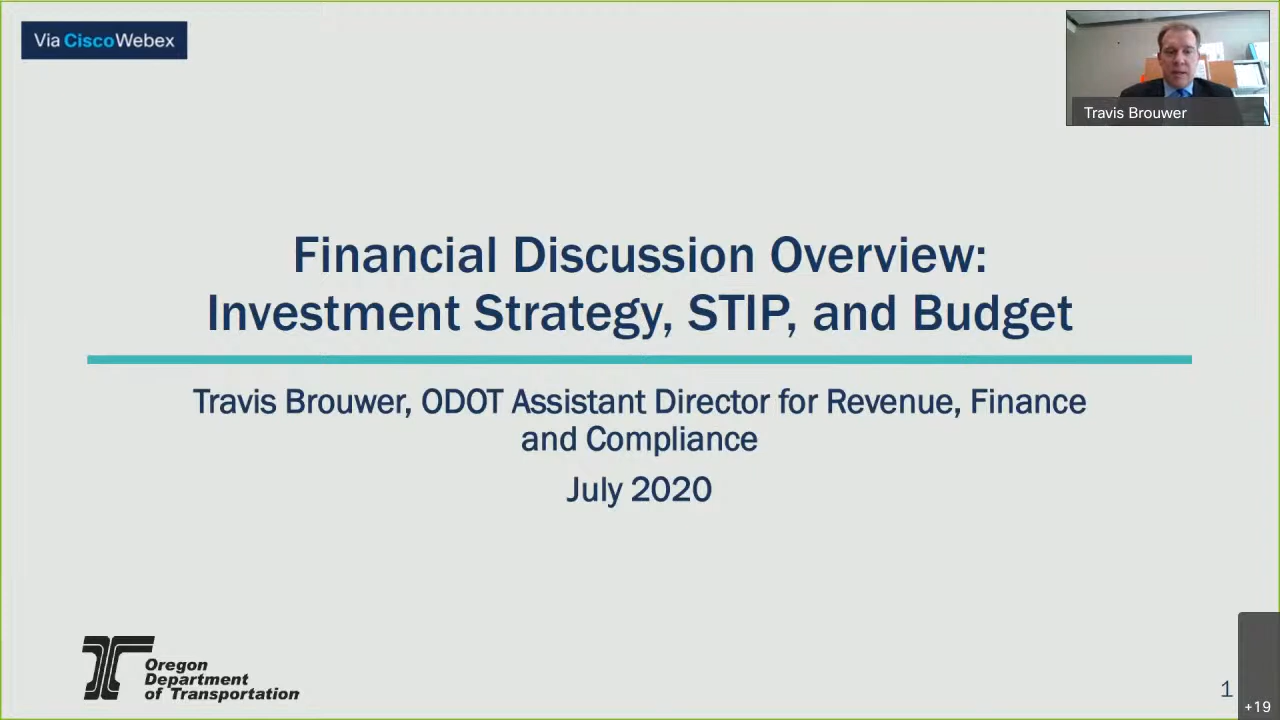 Via CiscoWebex
Travis Brouwer
Financial Discussion Overview:
Investment Strategy, STIP, and Budget
Travis Brouwer, ODOT Assistant Director for Revenue, Finance
and Compliance
July 2020
Oregon
Department
of Transportation
1
+19